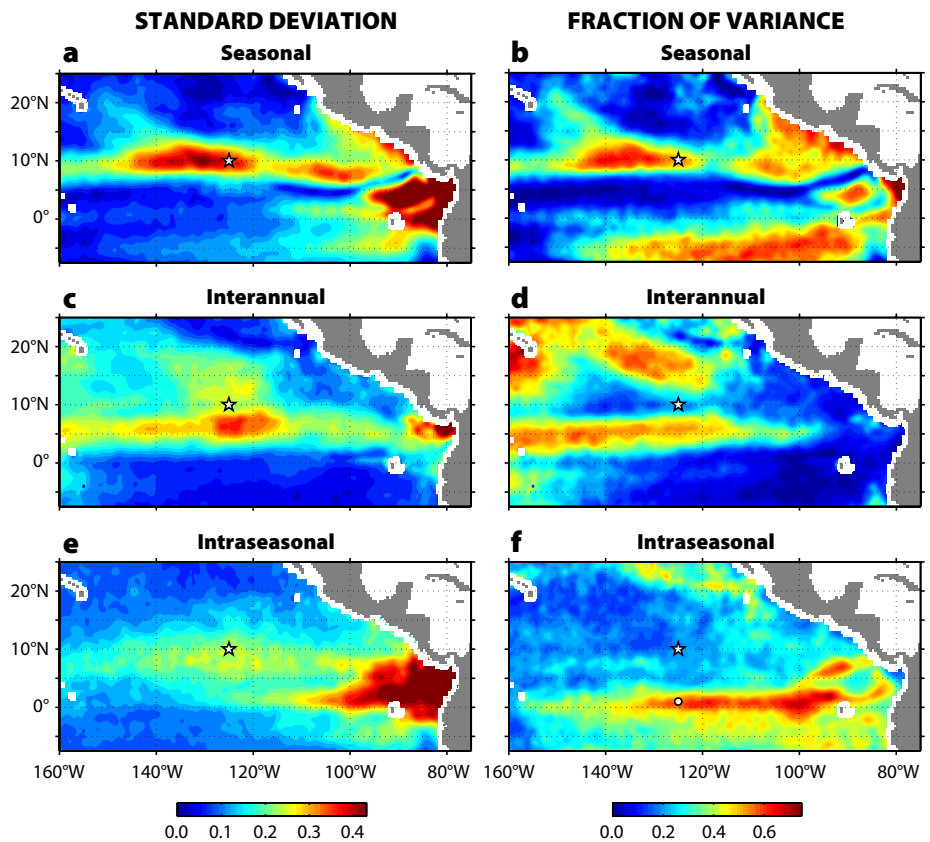 STANDARD DEVIATION FRACTION OF VARIANCE
a Seasonal b Seasonal
20°N
10°N
0°
c Interannual d Interannual
20°N
10°N
0°
e Intraseasonal f Intraseasonal
20°N
10°N
0°
160°W 140°W 120°W 100°W 80°W 160°W 140°W 120°W 100°W 80°W
0.0 0.1 0.2 0.3 0.4 0.0 0.2 0.4 0.6